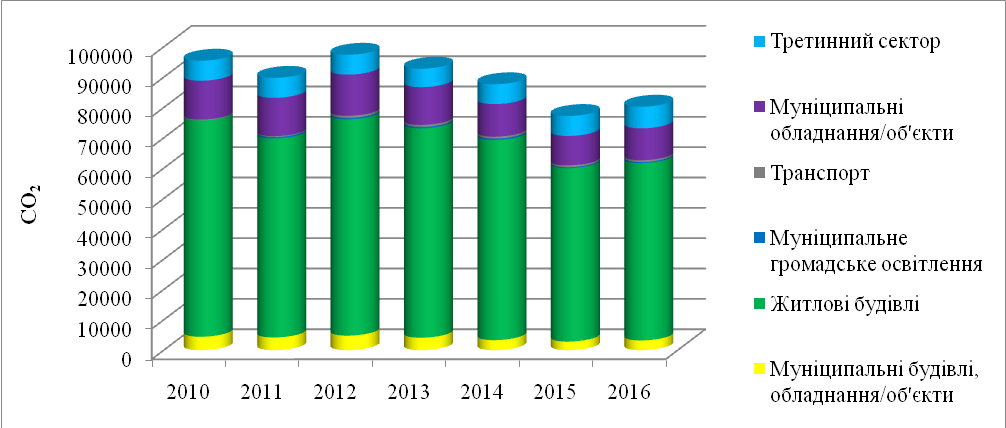 CO2
100000
90000
80000
70000
60000
50000
40000
30000
20000
10000
0
2010 2011 2012 2013 2014 2015 2016
Третинний сектор
Муніципальні
обладнання/об'єкти
Транспорт
Муніципальне
громадське освітлення
Житлові будівлі
Муніципальні будівлі,
обладнання/об'єкти